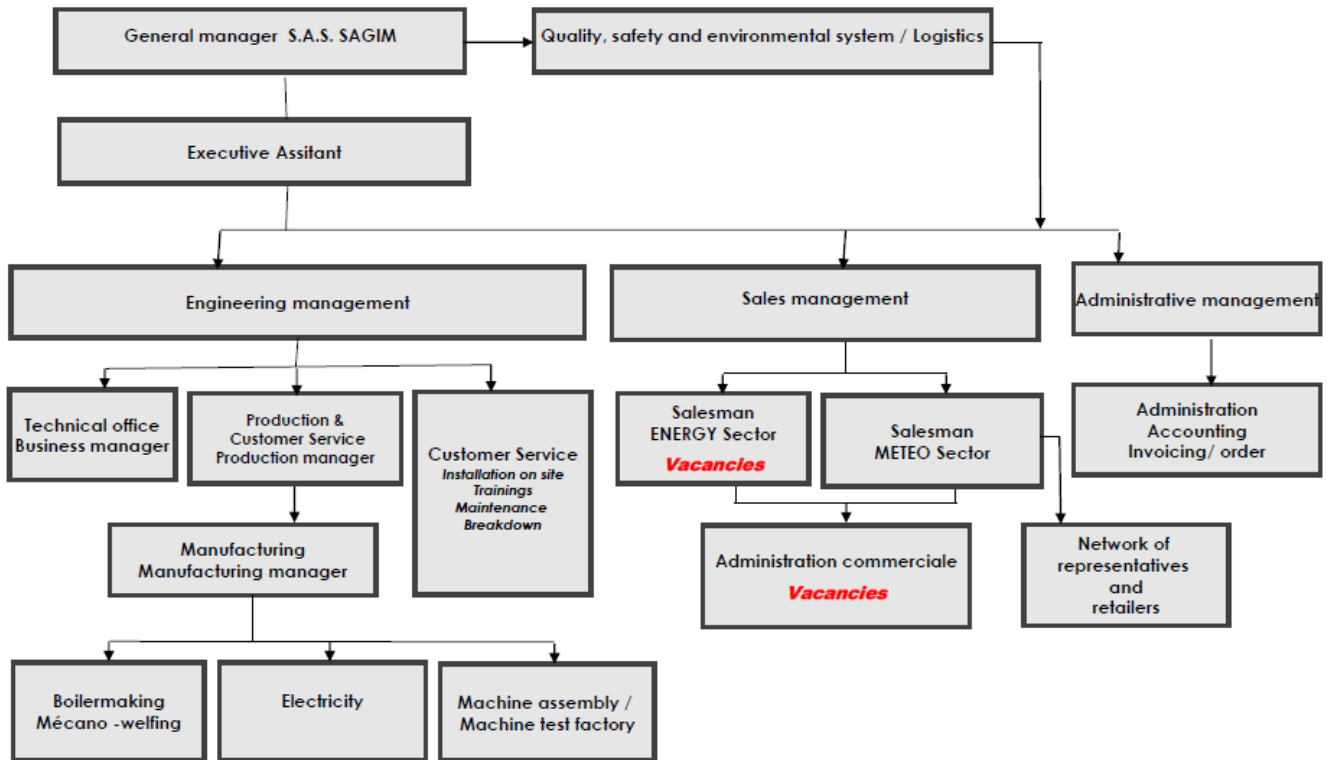 General manager S.A.S. SAGIM
Quality, safety and environmental system / Logistics
Executive Assitant
Engineering management
Sales management
Administrative management
Technical office
Business manager
Production &
Customer Service
Production manager
Customer Service
Installation on site
Trainings
Maintenance
Breakdown
Salesman
ENERGY Sector
Vacancies
Salesman
METEO Sector
Administration
Accounting
Invoicing/ order
Manufacturing
Manufacturing manager
Administration commerciale
Vacancies
Network of
representatives
and
retailers
Boilermaking
Mécano -welfing
Electricity
Machine assembly /
Machine test factory